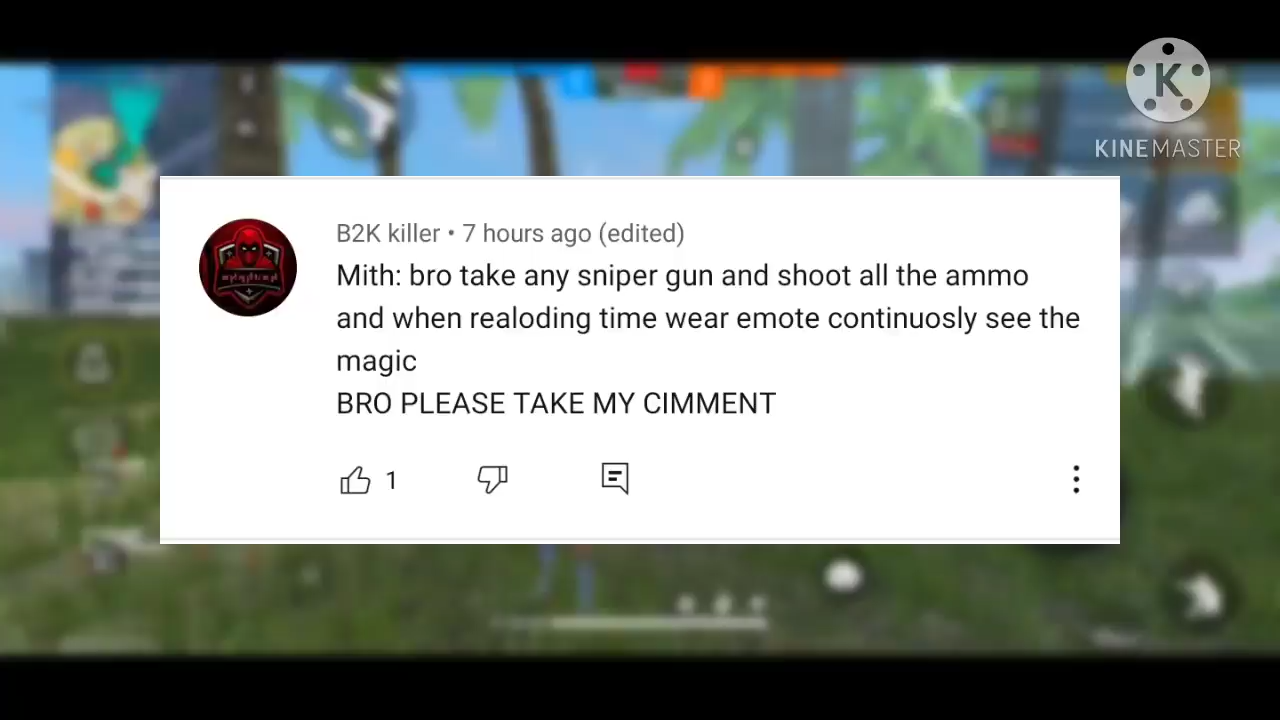 K
KINEMASTER
B2K killer • 7 hours ago (edited)
Mith: bro take any sniper gun and shoot all the ammo
and when realoding time wear emote continuosly see the
magic
BRO PLEASE TAKE MY CIMMENT
1